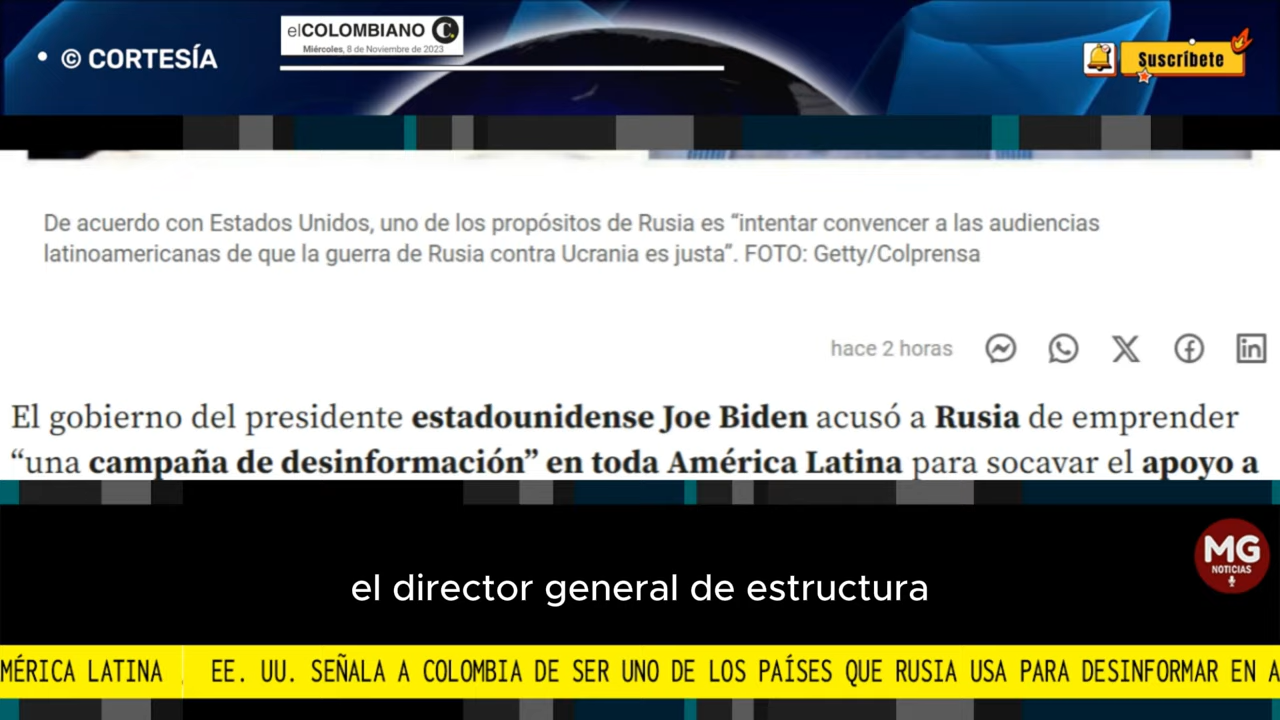 • © CORTESÍA
elCOLOMBIANO C
Miércoles, 8 de Noviembre de 2023
Suscríbete
De acuerdo con Estados Unidos, uno de los propósitos de Rusia es “intentar convencer a las audiencias
latinoamericanas de que la guerra de Rusia contra Ucrania es justa”. FOTO: Getty/Colprensa
hace 2 horas
El gobierno del presidente estadounidense Joe Biden acusó a Rusia de emprender
“una campaña de desinformación” en toda América Latina para socavar el apoyo a
MG
NOTICIAS
el director general de estructura
MÉRICA LATINA EE. UU. SEÑALA A COLOMBIA DE SER UNO DE LOS PAÍSES QUE RUSIA USA PARA DESINFORMAR EN A